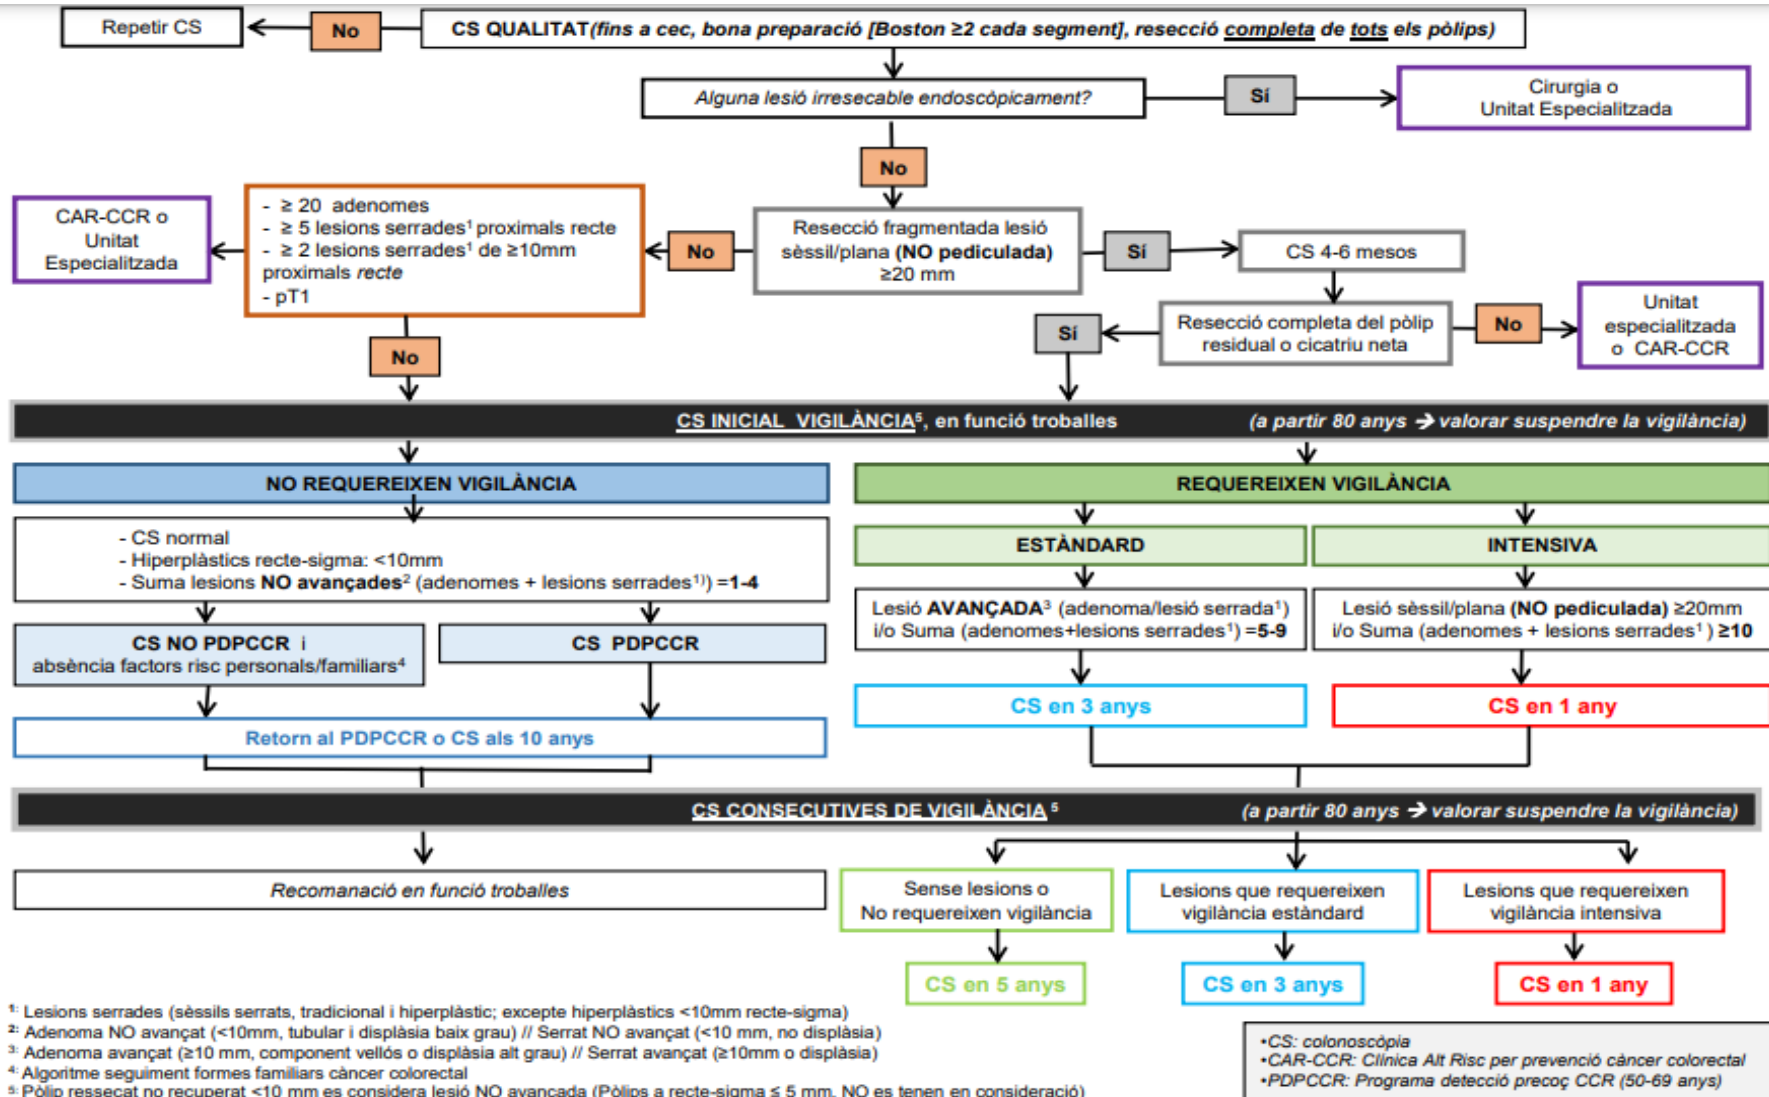 Repetir CS
No
CS QUALITAT(fins a cec, bona preparació [Boston ≥2 cada segment], resecció completa de tots els pòlips)
Alguna lesió irresecable endoscòpicament?
Sí
Cirurgia o
Unitat Especialitzada
No
CAR-CCR o
Unitat
Especialitzada
- ≥ 20 adenomes
- ≥ 5 lesions serrades¹ proximals recte
- ≥ 2 lesions serrades¹ de ≥10mm
proximals recte
- pT1
No
Resecció fragmentada lesió
sèssil/plana (NO pediculada)
≥20 mm
Sí
CS 4-6 mesos
No
Sí
Resecció completa del pòlip
residual o cicatriu neta
No
Unitat
especialitzada
o CAR-CCR
CS INICIAL VIGILÀNCIA⁵, en funció troballes (a partir 80 anys → valorar suspendre la vigilància)
NO REQUEREIXEN VIGILÀNCIA
REQUEREIXEN VIGILÀNCIA
- CS normal
- Hiperplàstics recte-sigma: <10mm
- Suma lesions NO avançades² (adenomes + lesions serrades¹⁾) =1-4
ESTÀNDARD
INTENSIVA
Lesió AVANÇADA³ (adenoma/lesió serrada¹)
i/o Suma (adenomes+lesions serrades¹) =5-9
Lesió sèssil/plana (NO pediculada) ≥20mm
i/o Suma (adenomes + lesions serrades¹ ) ≥10
CS NO PDPCCR i
absència factors risc personals/familiars⁴
CS PDPCCR
CS en 3 anys
CS en 1 any
Retorn al PDPCCR o CS als 10 anys
CS CONSECUTIVES DE VIGILÀNCIA ⁵ (a partir 80 anys → valorar suspendre la vigilància)
Recomanació en funció troballes
Sense lesions o
No requereixen vigilància
Lesions que requereixen
vigilància estàndard
Lesions que requereixen
vigilància intensiva
CS en 5 anys
CS en 3 anys
CS en 1 any
¹: Lesions serrades (sèssils serrats, tradicional i hiperplàstic; excepte hiperplàstics <10mm recte-sigma)
²: Adenoma NO avançat (<10mm, tubular i displàsia baix grau) // Serrat NO avançat (<10 mm, no displàsia)
³: Adenoma avançat (≥10 mm, component vellós o displàsia alt grau) // Serrat avançat (≥10mm o displàsia)
⁴: Algoritme seguiment formes familiars càncer colorectal
⁵: Pòlip ressecat no recuperat <10 mm es considera lesió NO avançada (Pòlips a recte-sigma ≤ 5 mm, NO es tenen en consideració)
•CS: colonoscòpia
•CAR-CCR: Clínica Alt Risc per prevenció càncer colorectal
•PDPCCR: Programa detecció precoç CCR (50-69 anys)